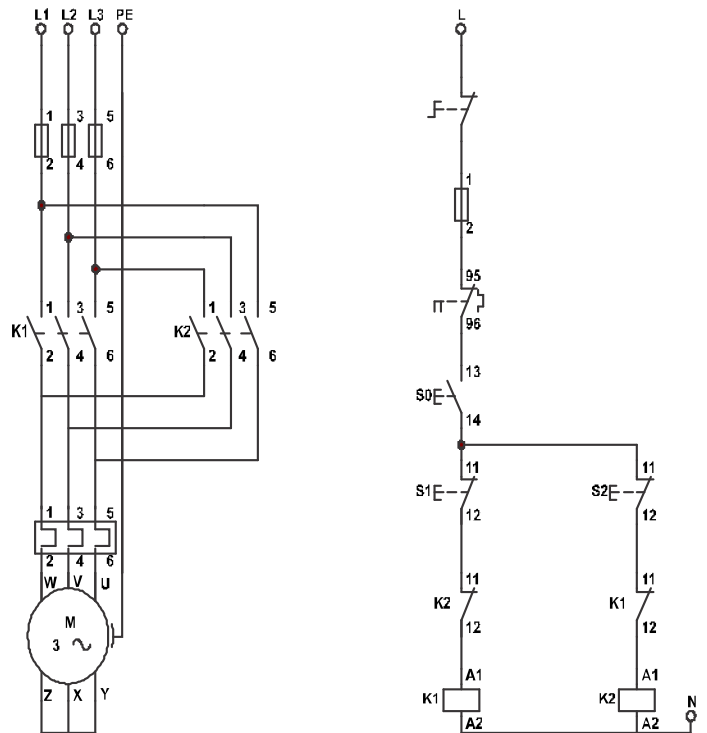 L1 L2 L3 PE
1 3 5
2 4 6
K1 1 3 5
2 4 6
K2 1 3 5
2 4 6
1 3 5
2 4 6
W V U
M
3
Z X Y
L
1
2
95
96
13
S0
14
11
S1
12
11
S2
12
11
K2
12
11
K1
12
A1
K1
A2
A1
K2
A2
N